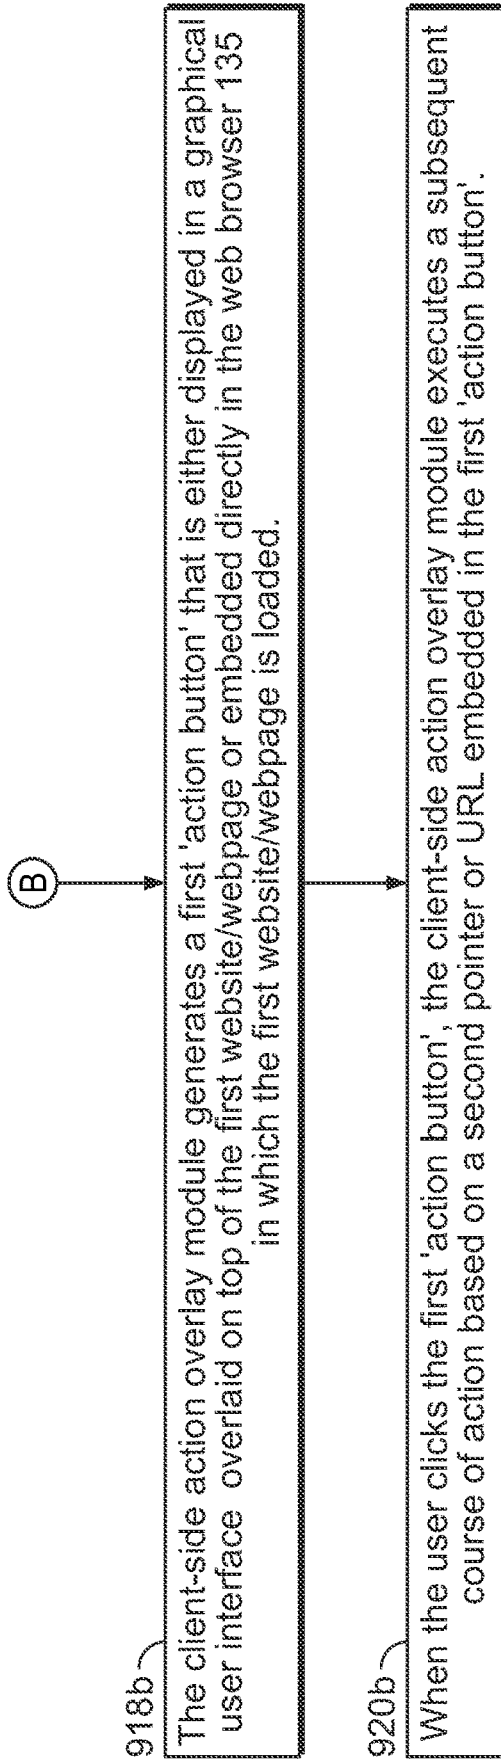 B
918b
The client-side action overlay module generates a first 'action button' that is either displayed in a graphical
user interface overlaid on top of the first website/webpage or embedded directly in the web browser 135
in which the first website/webpage is loaded.
920b
When the user clicks the first 'action button', the client-side action overlay module executes a subsequent
course of action based on a second pointer or URL embedded in the first 'action button'.